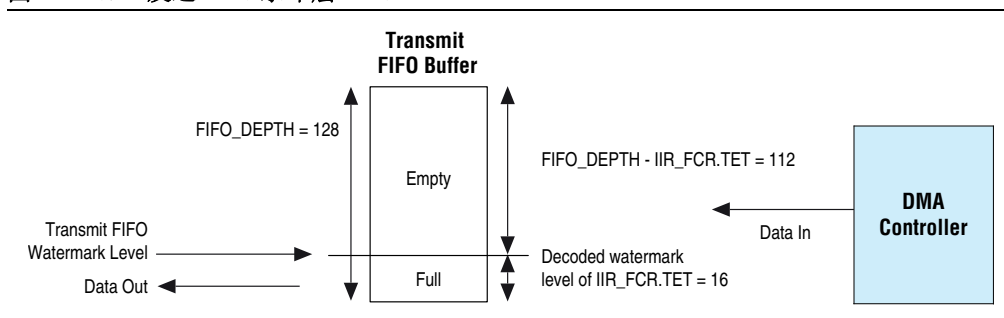 Transmit
FIFO Buffer
FIFO_DEPTH = 128
FIFO_DEPTH - IIR_FCR.TET = 112
Empty
DMA
Controller
Data In
Transmit FIFO
Watermark Level
Decoded watermark
level of IIR_FCR.TET = 16
Full
Data Out